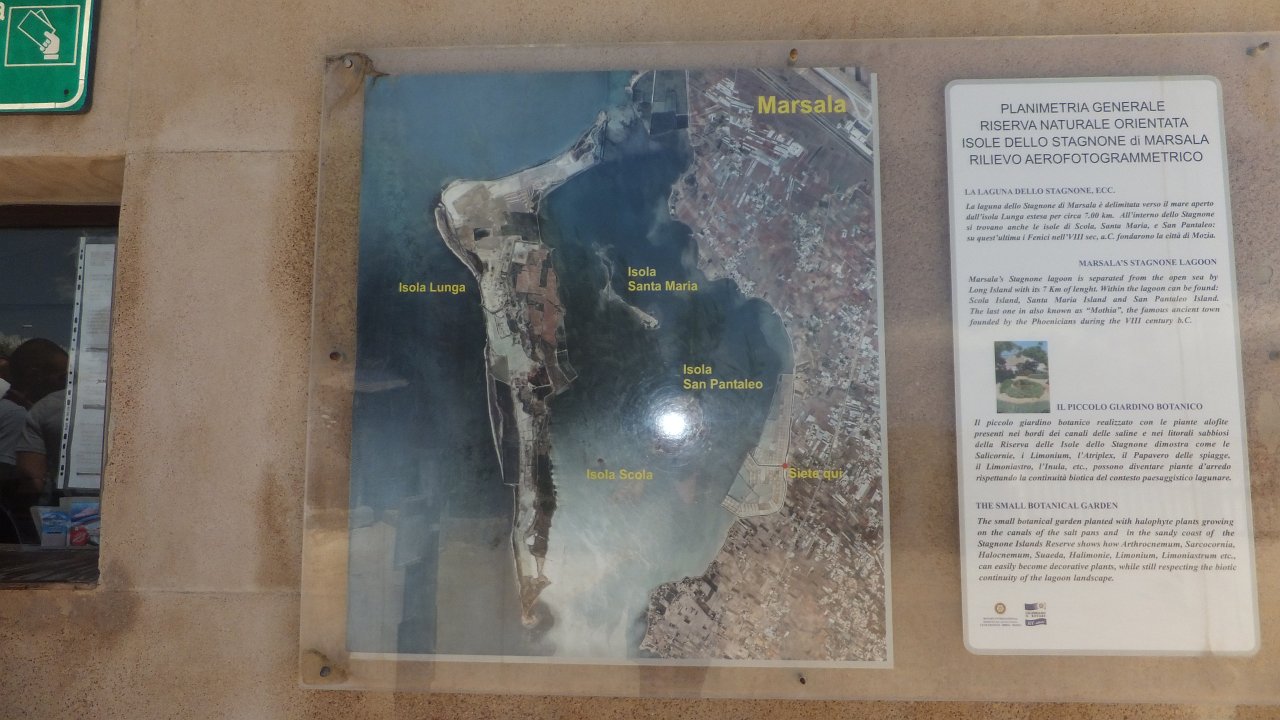 Marsala
Isola Lunga
Isola
Santa Maria
Isola
San Pantaleo
Isola Scola
Siete qui
PLANIMETRIA GENERALE
RISERVA NATURALE ORIENTATA
ISOLE DELLO STAGNONE di MARSALA
RILIEVO AEROFOTOGRAMMETRICO
LA LAGUNA DELLO STAGNONE, ECC.
La laguna dello Stagnone di Marsala è delimitata verso il mare aperto
dall'isola Lunga estesa per circa 7.00 km. All'interno dello Stagnone
si trovano anche le isole di Scola, Santa Maria, e San Pantaleo:
su quest'ultima i Fenici nell'VIII sec, a.C. fondarono la città di Mozia.
MARSALA'S STAGNONE LAGOON
Marsala's Stagnone lagoon is separated from the open sea by
Long Island with its 7 Km of lenght. Within the lagoon can be found:
Scola Island, Santa Maria Island and San Pantaleo Island.
The last one in also known as "Mothia", the famous ancient town
founded by the Phoenicians during the VIII century b.C.
IL PICCOLO GIARDINO BOTANICO
Il piccolo giardino botanico realizzato con le piante alofite
presenti nei bordi dei canali delle saline e nei litorali sabbiosi
della Riserva delle Isole dello Stagnone dimostra come le
Salicornie, i Limonium, l'Atriplex, il Papavero delle spiagge,
il Limoniastro, l'Inula, etc., possono diventare piante d'arredo
rispettando la continuità biotica del contesto paesaggistico lagunare.
THE SMALL BOTANICAL GARDEN
The small botanical garden planted with halophyte plants growing
on the canals of the salt pans and in the sandy coast of the
Stagnone Islands Reserve shows how Arthrocnemum, Sarcocornia,
Halocnemum, Suaeda, Halimonie, Limonium, Limoniastrum etc.,
can easily become decorative plants, while still respecting the biotic
continuity of the lagoon landscape.